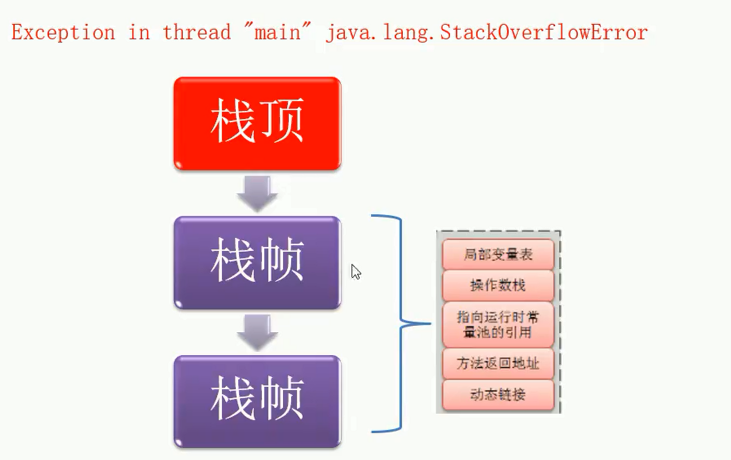 Exception in thread "main" java.lang.StackOverflowError
栈顶
栈帧
栈帧
局部变量表
操作数栈
指向运行时常
量池的引用
方法返回地址
动态链接